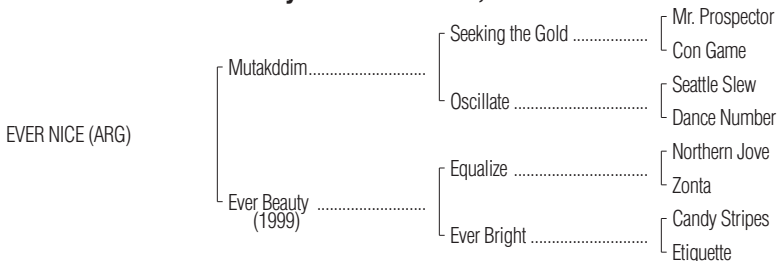 Mr. Prospector
Seeking the Gold ..................
Con Game
Mutakddim............................
Seattle Slew
Oscillate ............................
Dance Number
EVER NICE (ARG)
Northern Jove
Equalize ............................
Zonta
Ever Beauty ..........................
(1999)
Candy Stripes
Ever Bright ............................
Etiquette